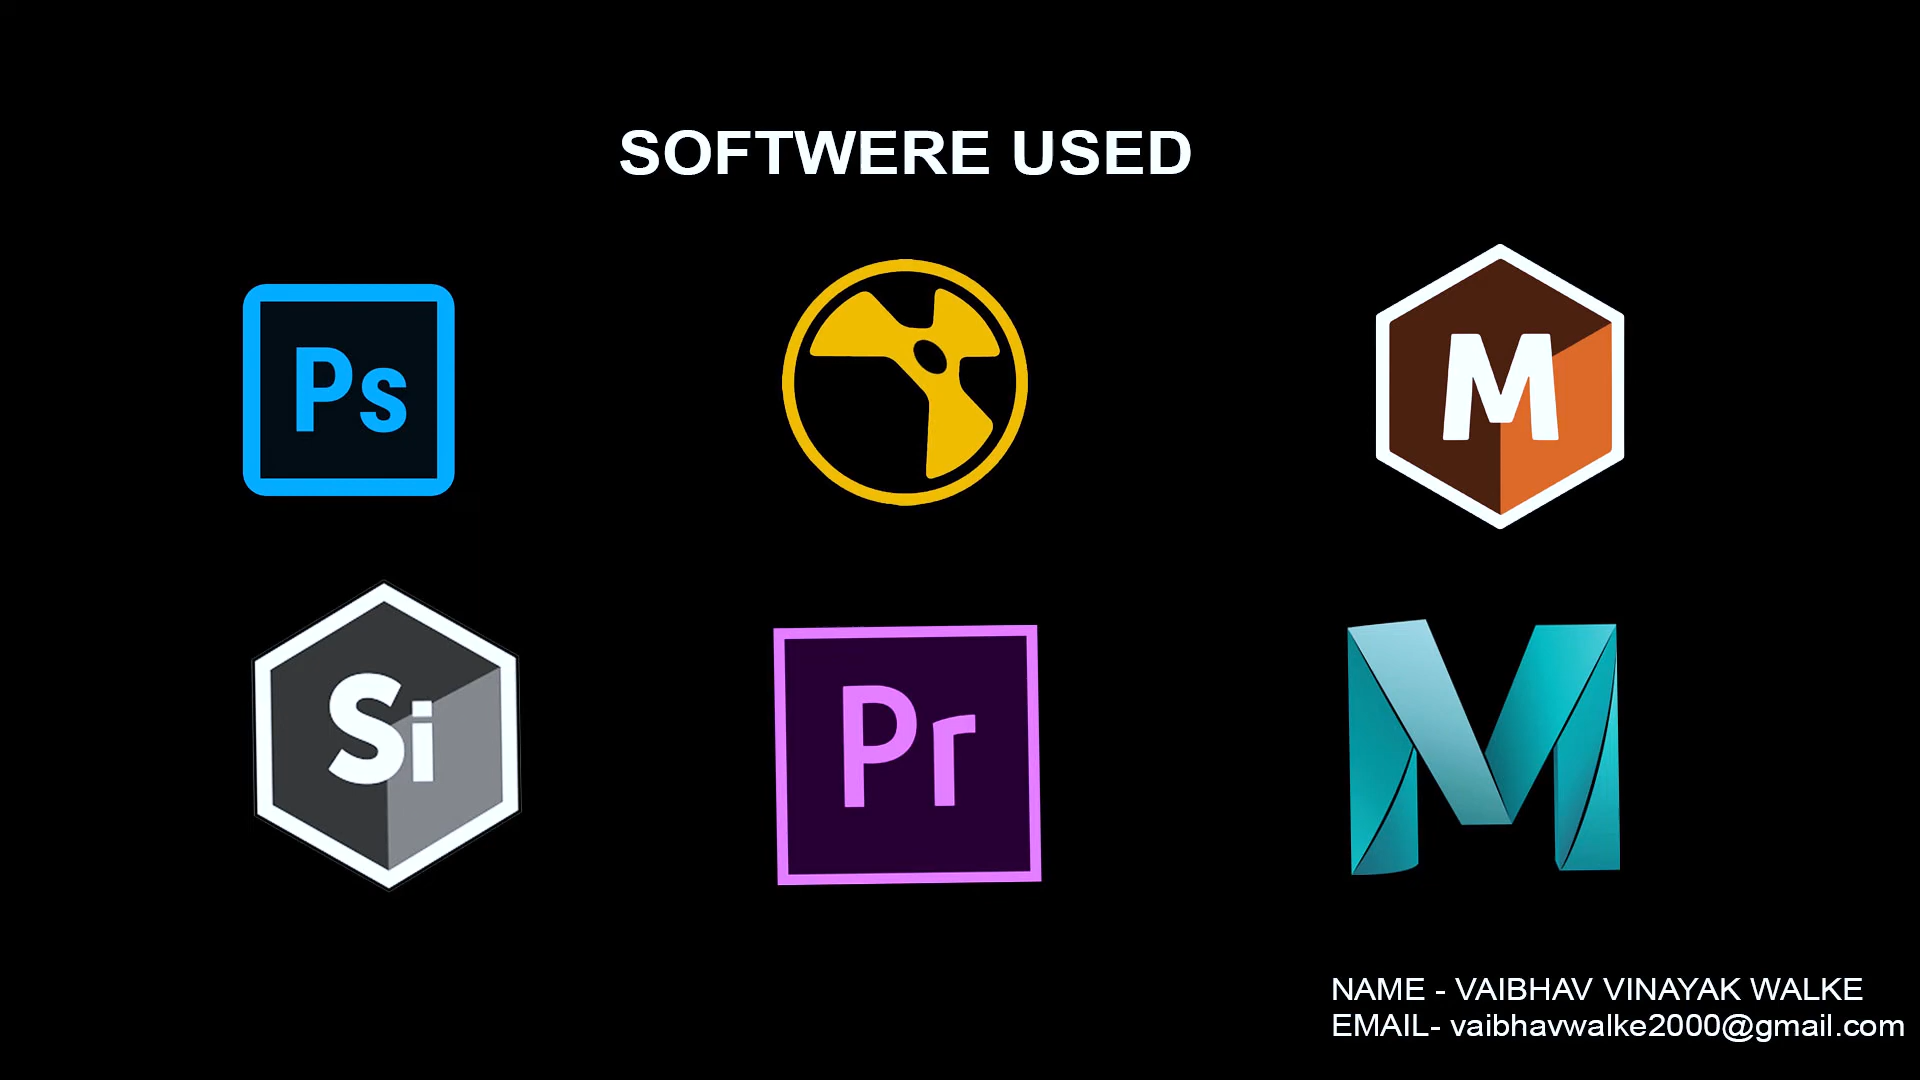 SOFTWERE USED
Ps
M
Si
Pr
M
NAME - VAIBHAV VINAYAK WALKE
EMAIL- vaibhavwalke2000@gmail.com